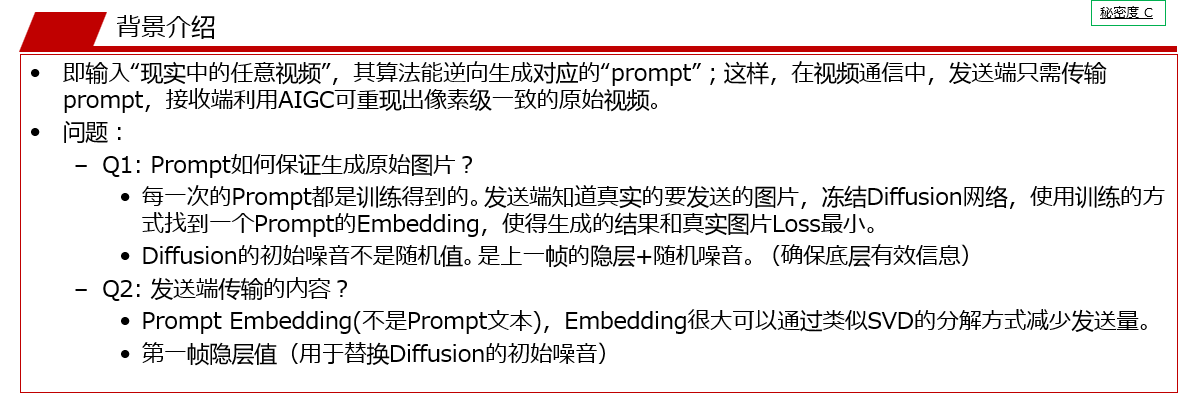 背景介绍
秘密度 C
• 即输入“现实中的任意视频”，其算法能逆向生成对应的“prompt”；这样，在视频通信中，发送端只需传输
prompt，接收端利用AIGC可重现出像素级一致的原始视频。
• 问题：
– Q1: Prompt如何保证生成原始图片？
• 每一次的Prompt都是训练得到的。发送端知道真实的要发送的图片，冻结Diffusion网络，使用训练的方
式找到一个Prompt的Embedding，使得生成的结果和真实图片Loss最小。
• Diffusion的初始噪音不是随机值。是上一帧的隐层+随机噪音。（确保底层有效信息）
– Q2: 发送端传输的内容？
• Prompt Embedding(不是Prompt文本)，Embedding很大可以通过类似SVD的分解方式减少发送量。
• 第一帧隐层值（用于替换Diffusion的初始噪音）